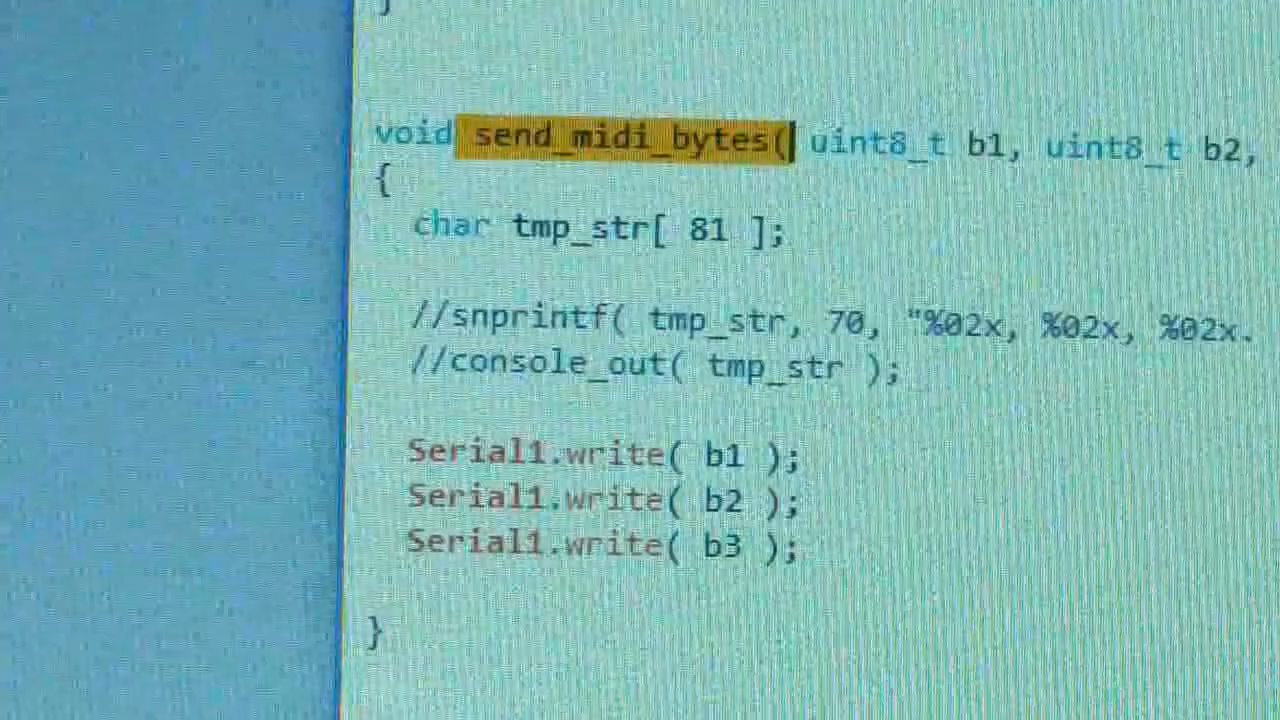 }
void send_midi_bytes( uint8_t b1, uint8_t b2,
{
char tmp_str[ 81 ];
//snprintf( tmp_str, 70, "%02x, %02x, %02x.
//console_out( tmp_str );
Serial1.write( b1 );
Serial1.write( b2 );
Serial1.write( b3 );
}